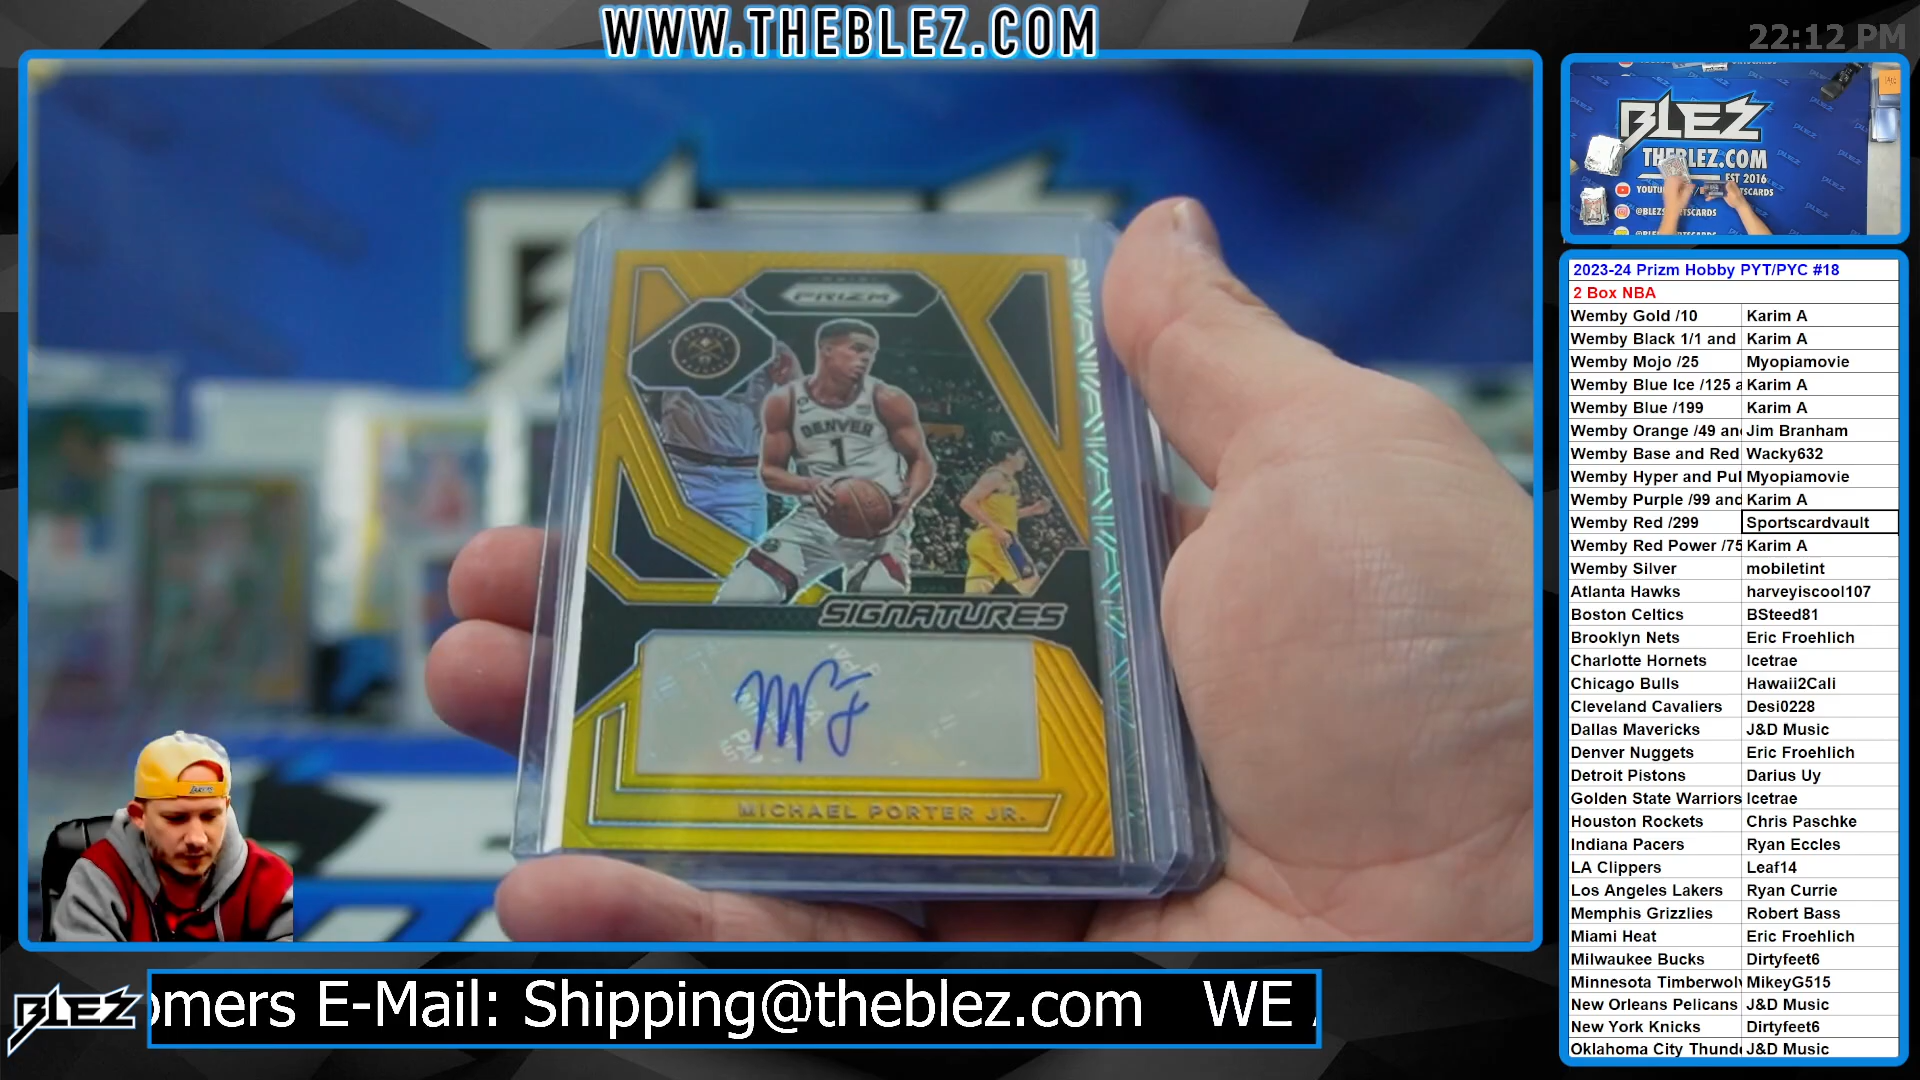 WWW.THEBLEZ.COM
22:12 PM
PRIZM
DENVER
1
SIGNATURES
MICHAEL PORTER JR.
LAKERS
BLEZ
THEBLEZ.COM
EST 2016
2023-24 Prizm Hobby PYT/PYC #18
2 Box NBA
Wemby Gold /10 Karim A
Wemby Black 1/1 and Karim A
Wemby Mojo /25 Myopiamovie
Wemby Blue Ice /125 a Karim A
Wemby Blue /199 Karim A
Wemby Orange /49 and Jim Branham
Wemby Base and Red Wacky632
Wemby Hyper and Pul Myopiamovie
Wemby Purple /99 and Karim A
Wemby Red /299 Sportscardvault
Wemby Red Power /75 Karim A
Wemby Silver mobiletint
Atlanta Hawks harveyiscool107
Boston Celtics BSteed81
Brooklyn Nets Eric Froehlich
Charlotte Hornets Icetrae
Chicago Bulls Hawaii2Cali
Cleveland Cavaliers Desi0228
Dallas Mavericks J&D Music
Denver Nuggets Eric Froehlich
Detroit Pistons Darius Uy
Golden State Warriors Icetrae
Houston Rockets Chris Paschke
Indiana Pacers Ryan Eccles
LA Clippers Leaf14
Los Angeles Lakers Ryan Currie
Memphis Grizzlies Robert Bass
Miami Heat Eric Froehlich
Milwaukee Bucks Dirtyfeet6
Minnesota Timberwolv MikeyG515
New Orleans Pelicans J&D Music
New York Knicks Dirtyfeet6
Oklahoma City Thunde J&D Music
BLEZ
omers E-Mail: Shipping@theblez.com WE